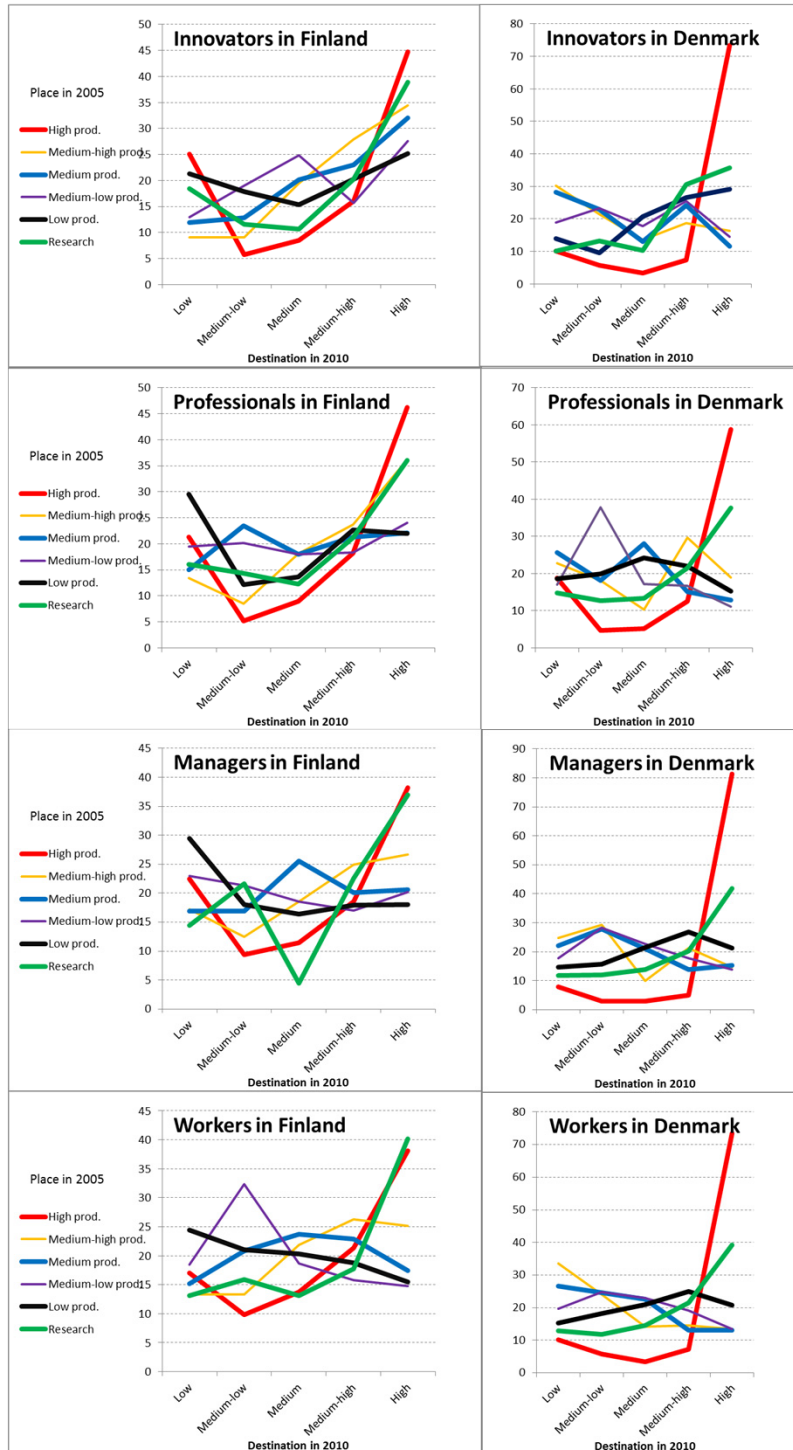 Innovators in Finland
Place in 2005
High prod.
Medium-high prod.
Medium prod.
Medium-low prod.
Low prod.
Research
50
45
40
35
30
25
20
15
10
5
0
Low
Medium-low
Medium
Medium-high
High
Destination in 2010
Innovators in Denmark
80
70
60
50
40
30
20
10
0
Low
Medium-low
Medium
Medium-high
High
Destination in 2010
Professionals in Finland
Place in 2005
High prod.
Medium-high prod.
Medium prod.
Medium-low prod.
Low prod.
Research
50
45
40
35
30
25
20
15
10
5
0
Low
Medium-low
Medium
Medium-high
High
Destination in 2010
Professionals in Denmark
70
60
50
40
30
20
10
0
Low
Medium-low
Medium
Medium-high
High
Destination in 2010
Managers in Finland
Place in 2005
High prod.
Medium-high prod.
Medium prod.
Medium-low prod.
Low prod.
Research
45
40
35
30
25
20
15
10
5
0
Low
Medium-low
Medium
Medium-high
High
Destination in 2010
Managers in Denmark
90
80
70
60
50
40
30
20
10
0
Low
Medium-low
Medium
Medium-high
High
Destination in 2010
Workers in Finland
Place in 2005
High prod.
Medium-high prod.
Medium prod.
Medium-low prod.
Low prod.
Research
45
40
35
30
25
20
15
10
5
0
Low
Medium-low
Medium
Medium-high
High
Destination in 2010
Workers in Denmark
80
70
60
50
40
30
20
10
0
Low
Medium-low
Medium
Medium-high
High
Destination in 2010